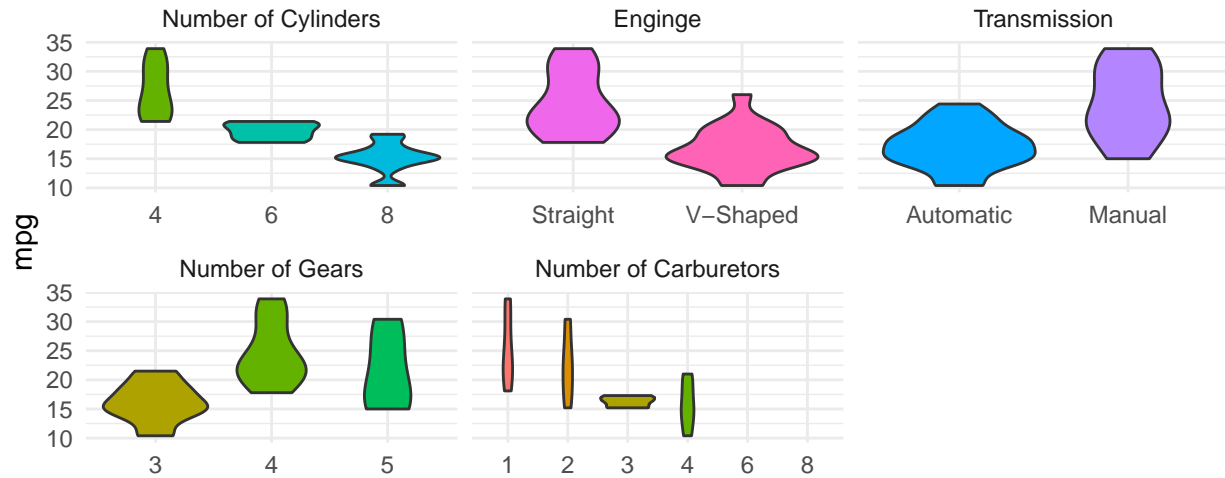 Number of Cylinders
Enginge
Transmission
35
30
25
20
15
10
4 6 8
Straight V−Shaped
Automatic Manual
mpg
Number of Gears
Number of Carburetors
35
30
25
20
15
10
3 4 5
1 2 3 4 6 8